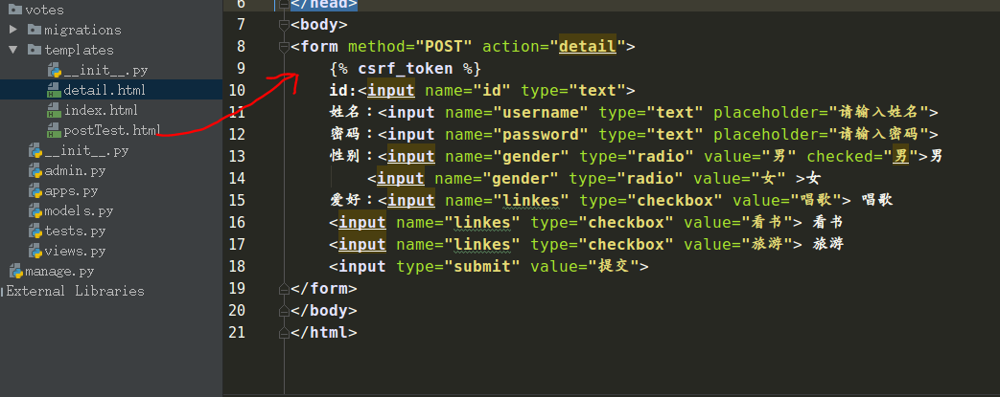 votes
migrations
templates
__init__.py
detail.html
index.html
postTest.html
__init__.py
admin.py
apps.py
models.py
tests.py
views.py
manage.py
External Libraries
6 </head>
7 <body>
8 <form method="POST" action="detail">
9 {% csrf_token %}
10 id:<input name="id" type="text">
11 姓名：<input name="username" type="text" placeholder="请输入姓名">
12 密码：<input name="password" type="text" placeholder="请输入密码">
13 性别：<input name="gender" type="radio" value="男" checked="男">男
14 <input name="gender" type="radio" value="女" >女
15 爱好：<input name="linkes" type="checkbox" value="唱歌"> 唱歌
16 <input name="linkes" type="checkbox" value="看书"> 看书
17 <input name="linkes" type="checkbox" value="旅游"> 旅游
18 <input type="submit" value="提交">
19 </form>
20 </body>
21 </html>